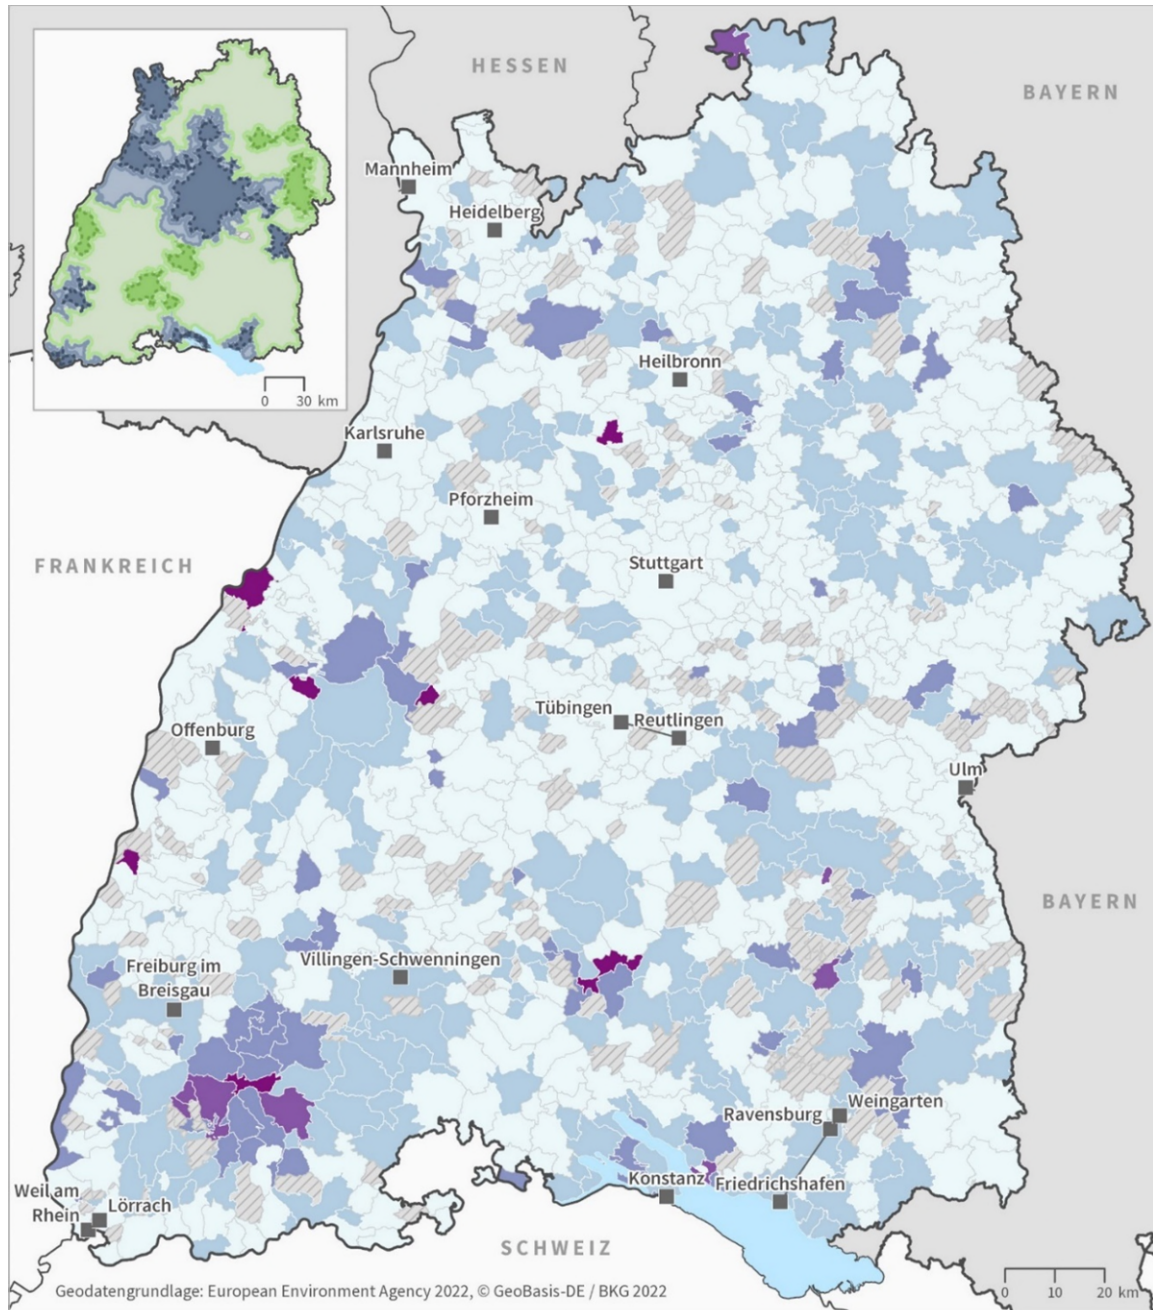 HESSEN
BAYERN
0 30 km
Mannheim
Heidelberg
Heilbronn
Karlsruhe
Pforzheim
FRANKREICH
Stuttgart
Tübingen
Reutlingen
Offenburg
Ulm
BAYERN
Villingen-Schwenningen
Freiburg im
Breisgau
Ravensburg
Weingarten
Konstanz
Friedrichshafen
Weil am
Rhein
Lörrach
SCHWEIZ
Geodatengrundlage: European Environment Agency 2022, © GeoBasis-DE / BKG 2022
0 10 20 km